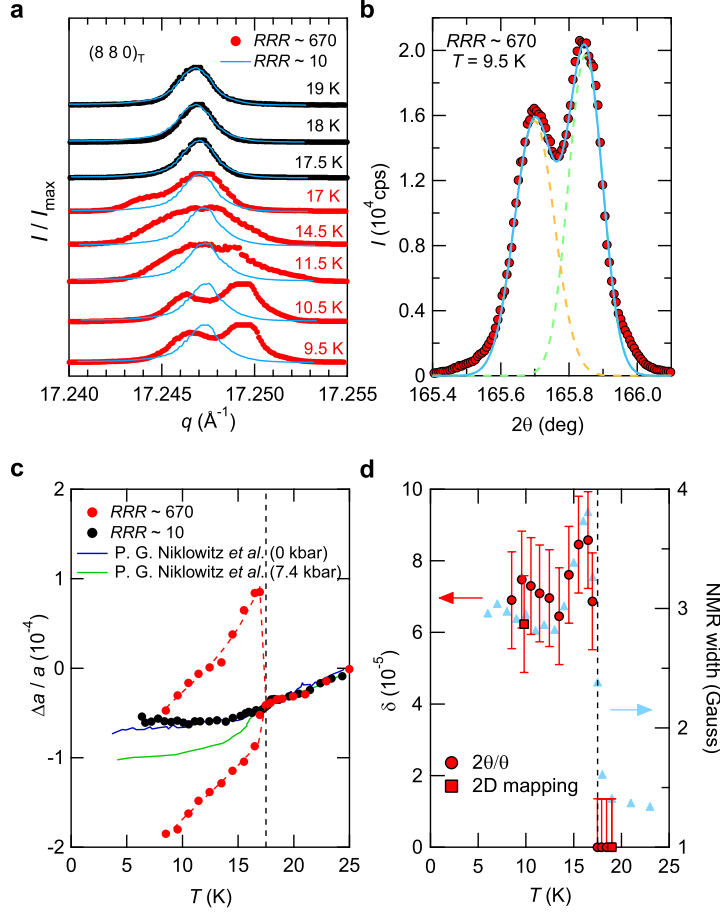 a
(8 8 0)T
RRR ~ 670
RRR ~ 10
19 K
18 K
17.5 K
17 K
14.5 K
11.5 K
10.5 K
9.5 K
I / Imax
17.240 17.245 17.250 17.255
q (Å-1)
b
RRR ~ 670
T = 9.5 K
2.0
1.6
1.2
0.8
0.4
0
I (10⁴cps)
165.4 165.6 165.8 166.0
2θ (deg)
c
RRR ~ 670
RRR ~ 10
P. G. Niklowitz et al. (0 kbar)
P. G. Niklowitz et al. (7.4 kbar)
2
1
0
-1
-2
Δa / a (10-4)
0 5 10 15 20 25
T (K)
d
10
8
6
4
2
0
δ (10-5)
4
3
2
1
NMR width (Gauss)
2θ/θ
2D mapping
0 5 10 15 20 25
T (K)